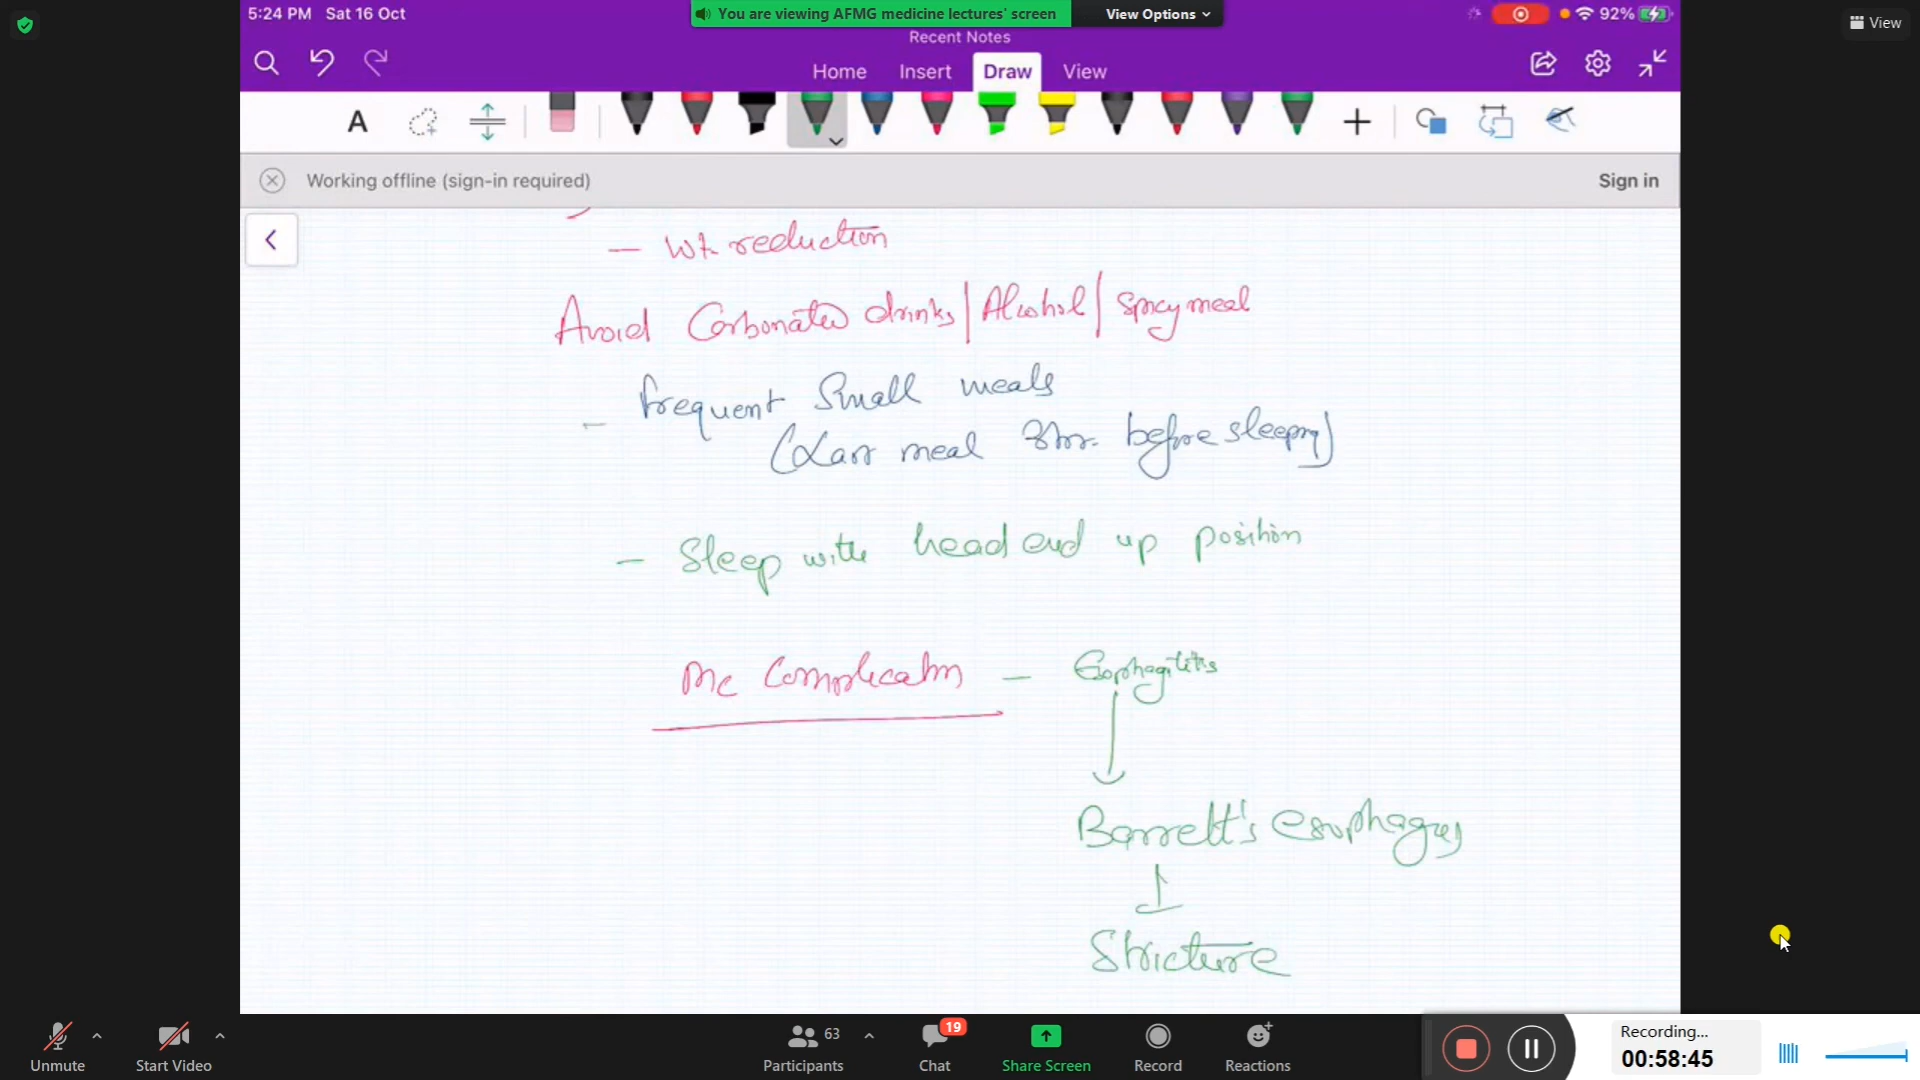 5:24 PM Sat 16 Oct
You are viewing AFMG medicine lectures' screen
View Options
92%
View
Recent Notes
Home Insert Draw View
A
Working offline (sign-in required)
Sign in
— wt. reduction
Avoid Carbonated drinks | Alcohol | Spicy meal
— frequent Small meals
(Last meal 3hr. before sleeping)
— Sleep with head end up position
Mc Complication — Esophagitis
Barrett's esophagus
Stricture
Unmute
Start Video
63
Participants
19
Chat
Share Screen
Record
Reactions
Recording...
00:58:45